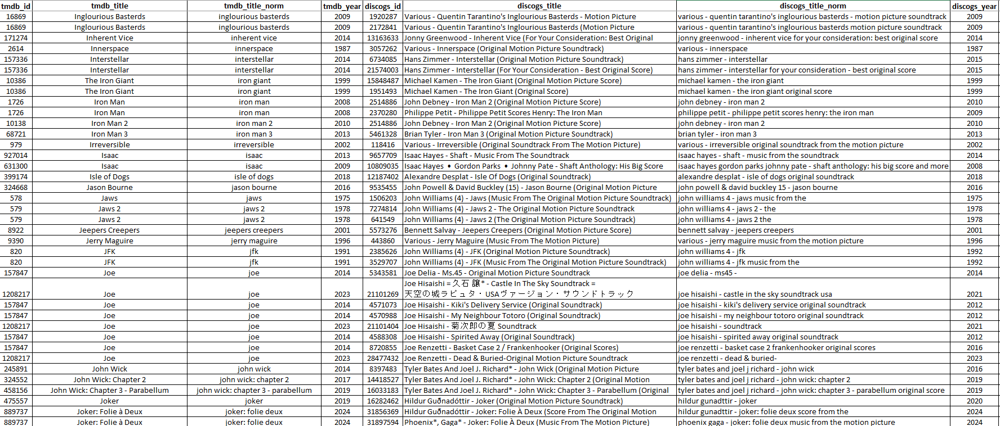 tmdb_id tmdb_title tmdb_title_norm tmdb_year discogs_id discogs_title discogs_title_norm discogs_year
16869 Inglourious Basterds inglourious basterds 2009 1920287 Various - Quentin Tarantino's Inglourious Basterds - Motion Picture various - quentin tarantino's inglourious basterds - motion picture soundtrack 2009
16869 Inglourious Basterds inglourious basterds 2009 2172841 Various - Quentin Tarantino's Inglourious Basterds (Motion Picture various - quentin tarantino's inglourious basterds motion picture soundtrack 2009
171274 Inherent Vice inherent vice 2014 13163633 Jonny Greenwood - Inherent Vice (For Your Consideration: Best Original jonny greenwood - inherent vice for your consideration: best original score 2014
2614 Innerspace innerspace 1987 3057262 Various - Innerspace (Original Motion Picture Soundtrack) various - innerspace 1987
157336 Interstellar interstellar 2014 6734085 Hans Zimmer - Interstellar (Original Motion Picture Soundtrack) hans zimmer - interstellar 2015
157336 Interstellar interstellar 2014 21574003 Hans Zimmer - Interstellar (For Your Consideration - Best Original Score) hans zimmer - interstellar for your consideration - best original score 2015
10386 The Iron Giant iron giant 1999 15848487 Michael Kamen - The Iron Giant (Original Motion Picture Score) michael kamen - the iron giant 1999
10386 The Iron Giant iron giant 1999 1951493 Michael Kamen - The Iron Giant (Original Score) michael kamen - the iron giant original score 1999
1726 Iron Man iron man 2008 2514886 John Debney - Iron Man 2 (Original Motion Picture Score) john debney - iron man 2 2010
1726 Iron Man iron man 2008 2370280 Philippe Petit - Philippe Petit Scores Henry: The Iron Man philippe petit - philippe petit scores henry: the iron man 2009
10138 Iron Man 2 iron man 2 2010 2514886 John Debney - Iron Man 2 (Original Motion Picture Score) john debney - iron man 2 2010
68721 Iron Man 3 iron man 3 2013 5461328 Brian Tyler - Iron Man 3 (Original Motion Picture Soundtrack) brian tyler - iron man 3 2013
979 Irreversible irreversible 2002 118416 Various - Irreversible (Original Soundtrack From The Motion Picture) various - irreversible original soundtrack from the motion picture 2002
927014 Isaac isaac 2013 9657709 Isaac Hayes - Shaft - Music From The Soundtrack isaac hayes - shaft - music from the soundtrack 2014
631300 Isaac isaac 2009 10809035 Isaac Hayes • Gordon Parks • Johnny Pate - Shaft Anthology: His Big Score isaac hayes gordon parks johnny pate - shaft anthology: his big score and more 2008
399174 Isle of Dogs isle of dogs 2018 12187402 Alexandre Desplat - Isle Of Dogs (Original Soundtrack) alexandre desplat - isle of dogs original soundtrack 2018
324668 Jason Bourne jason bourne 2016 9535455 John Powell & David Buckley (15) - Jason Bourne (Original Motion Picture john powell & david buckley 15 - jason bourne 2016
578 Jaws jaws 1975 1506203 John Williams (4) - Jaws (Music From The Original Motion Picture Soundtrack) john williams 4 - jaws music from the 1975
579 Jaws 2 jaws 2 1978 7274814 John Williams (4) - Jaws 2 - The Original Motion Picture Soundtrack john williams 4 - jaws 2 - the 1978
579 Jaws 2 jaws 2 1978 641549 John Williams (4) - Jaws 2 (The Original Motion Picture Soundtrack) john williams 4 - jaws 2 the 1978
8922 Jeepers Creepers jeepers creepers 2001 5573276 Bennett Salvay - Jeepers Creepers (Original Motion Picture Score) bennett salvay - jeepers creepers 2001
9390 Jerry Maguire jerry maguire 1996 443860 Various - Jerry Maguire (Music From The Motion Picture) various - jerry maguire music from the motion picture 1996
820 JFK jfk 1991 2385626 John Williams (4) - JFK (Original Motion Picture Soundtrack) john williams 4 - jfk 1992
820 JFK jfk 1991 3529707 John Williams (4) - JFK (Music From The Original Motion Picture Soundtrack) john williams 4 - jfk music from the 1992
157847 Joe joe 2014 5343581 Joe Delia - Ms.45 - Original Motion Picture Soundtrack joe delia - ms45 - 2014
Joe Hisaishi = 久石 譲* - Castle In The Sky Soundtrack =
1208217 Joe joe 2023 21101269 天空の城ラピュタ・USAヴァージョン・サウンドトラック joe hisaishi - castle in the sky soundtrack usa 2021
157847 Joe joe 2014 4571073 Joe Hisaishi - Kiki's Delivery Service (Original Soundtrack) joe hisaishi - kiki's delivery service original soundtrack 2012
157847 Joe joe 2014 4570988 Joe Hisaishi - My Neighbour Totoro (Original Soundtrack) joe hisaishi - my neighbour totoro original soundtrack 2012
1208217 Joe joe 2023 21101404 Joe Hisaishi - 菊次郎の夏 Soundtrack joe hisaishi - soundtrack 2021
157847 Joe joe 2014 4588308 Joe Hisaishi - Spirited Away (Original Soundtrack) joe hisaishi - spirited away original soundtrack 2012
157847 Joe joe 2014 8720855 Joe Renzetti - Basket Case 2 / Frankenhooker (Original Scores) joe renzetti - basket case 2 frankenhooker original scores 2016
1208217 Joe joe 2023 28477432 Joe Renzetti - Dead & Buried-Original Motion Picture Soundtrack joe renzetti - dead & buried- 2023
245891 John Wick john wick 2014 8397483 Tyler Bates And Joel J. Richard* - John Wick (Original Motion Picture tyler bates and joel j richard - john wick 2016
324552 John Wick: Chapter 2 john wick: chapter 2 2017 14418527 Tyler Bates And Joel J. Richard* - John Wick: Chapter 2 (Original Motion tyler bates and joel j richard - john wick: chapter 2 2019
458156 John Wick: Chapter 3 - Parabellum john wick: chapter 3 - parabellum 2019 16033183 Tyler Bates And Joel J. Richard* - John Wick: Chapter 3 - Parabellum (Original tyler bates and joel j richard - john wick: chapter 3 - parabellum original score 2019
475557 Joker joker 2019 16282462 Hildur Guðnadóttir - Joker (Original Motion Picture Soundtrack) hildur gunadttir - joker 2020
889737 Joker: Folie à Deux joker: folie deux 2024 31856369 Hildur Guðnadóttir - Joker: Folie À Deux (Score From The Original Motion hildur gunadttir - joker: folie deux score from the 2024
889737 Joker: Folie à Deux joker: folie deux 2024 31897594 Phoenix*, Gaga* - Joker: Folie À Deux (Music From The Motion Picture) phoenix gaga - joker: folie deux music from the motion picture 2024